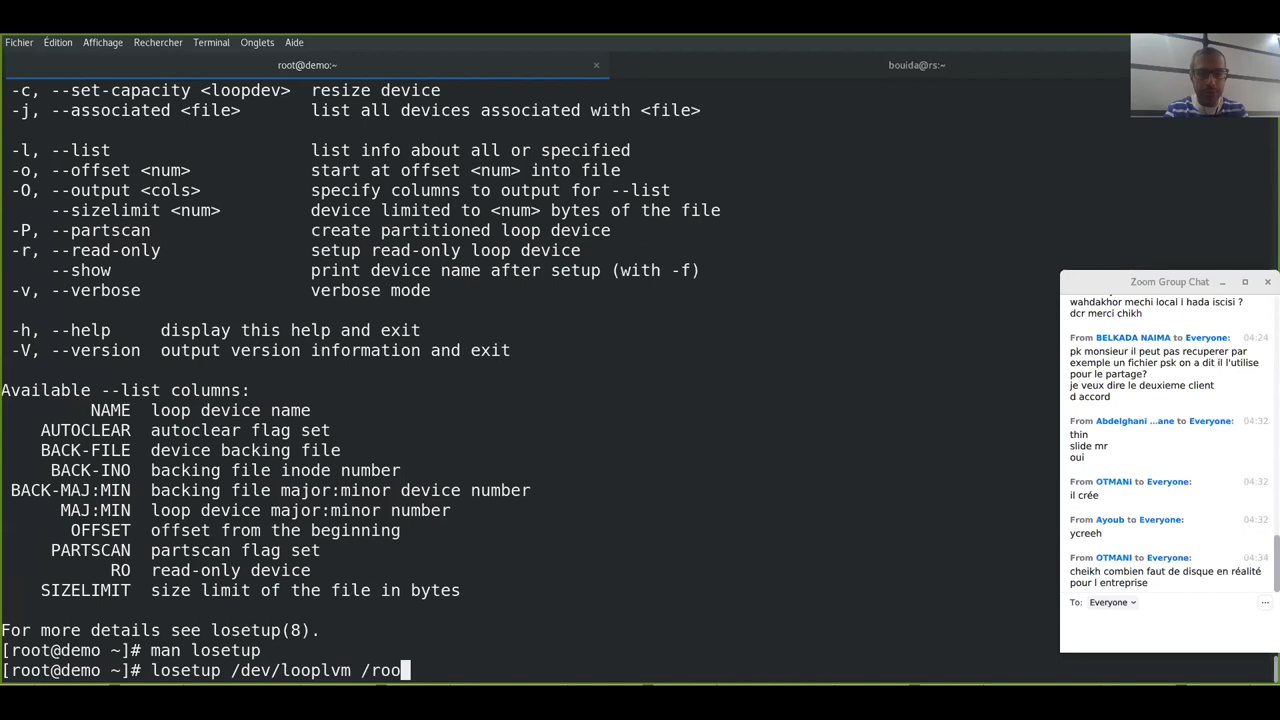 Fichier Édition Affichage Rechercher Terminal Onglets Aide
root@demo:~ × bouida@rs:~
-c, --set-capacity <loopdev> resize device
-j, --associated <file> list all devices associated with <file>
-l, --list list info about all or specified
-o, --offset <num> start at offset <num> into file
-O, --output <cols> specify columns to output for --list
--sizelimit <num> device limited to <num> bytes of the file
-P, --partscan create partitioned loop device
-r, --read-only setup read-only loop device
--show print device name after setup (with -f)
-v, --verbose verbose mode
-h, --help display this help and exit
-V, --version output version information and exit
Available --list columns:
NAME loop device name
AUTOCLEAR autoclear flag set
BACK-FILE device backing file
BACK-INO backing file inode number
BACK-MAJ:MIN backing file major:minor device number
MAJ:MIN loop device major:minor number
OFFSET offset from the beginning
PARTSCAN partscan flag set
RO read-only device
SIZELIMIT size limit of the file in bytes
For more details see losetup(8).
[root@demo ~]# man losetup
[root@demo ~]# losetup /dev/looplvm /roo
Zoom Group Chat
wahdakhor mechi local l hada iscisi ?
dcr merci chikh
From BELKADA NAIMA to Everyone: 04:24
pk monsieur il peut pas recuperer par
exemple un fichier psk on a dit il l'utilise
pour le partage?
je veux dire le deuxieme client
d accord
From Abdelghani ...ane to Everyone: 04:32
thin
slide mr
oui
From OTMANi to Everyone: 04:32
il crée
From Ayoub to Everyone: 04:32
ycreeh
From OTMANi to Everyone: 04:34
cheikh combien faut de disque en réalité
pour l entreprise
To: Everyone